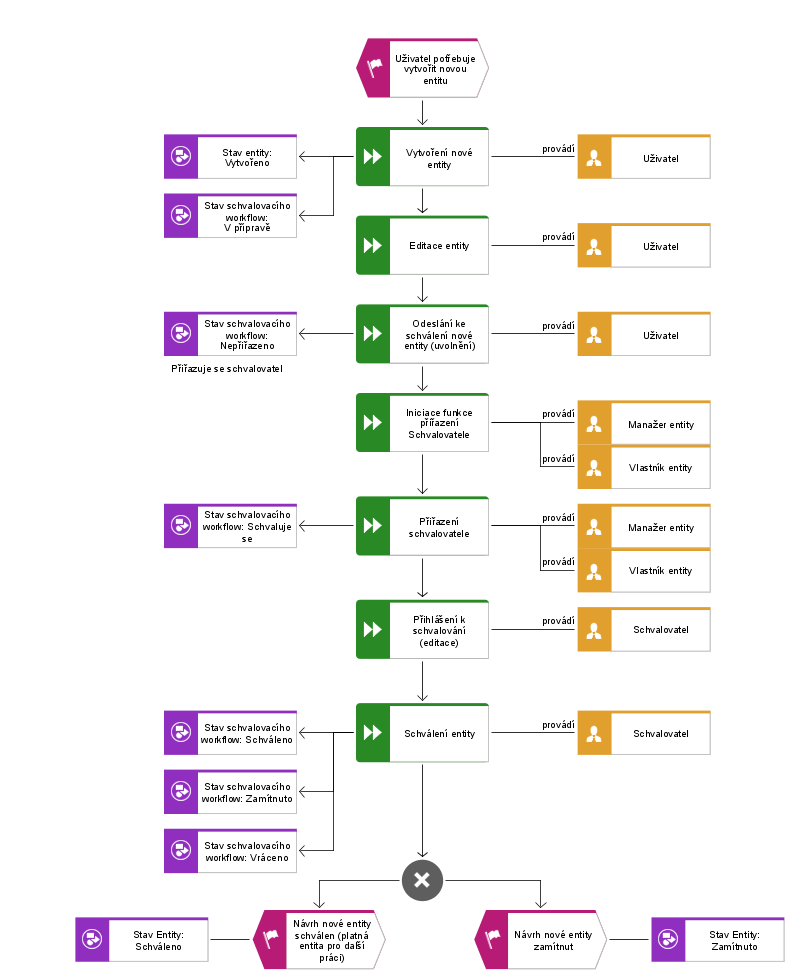 Uživatel potřebuje
vytvořit novou
entitu
Stav entity:
Vytvořeno
Vytvoření nové
entity
provádí
Uživatel
Stav schvalovacího
workflow:
V přípravě
Editace entity
provádí
Uživatel
Stav schvalovacího
workflow:
Nepřiřazeno
Přiřazuje se schvalovatel
Odeslání ke
schválení nové
entity (uvolnění)
provádí
Uživatel
Iniciace funkce
přiřazení
Schvalovatele
provádí
Manažer entity
provádí
Vlastník entity
Stav schvalovacího
workflow: Schvaluje
se
Přiřazení
schvalovatele
provádí
Manažer entity
provádí
Vlastník entity
Přihlášení k
schvalování
(editace)
provádí
Schvalovatel
Stav schvalovacího
workflow: Schváleno
Schválení entity
provádí
Schvalovatel
Stav schvalovacího
workflow: Zamítnuto
Stav schvalovacího
workflow: Vráceno
Stav Entity:
Schváleno
Návrh nové entity
schválen (platná
entita pro další
práci)
Návrh nové entity
zamítnut
Stav Entity:
Zamítnuto